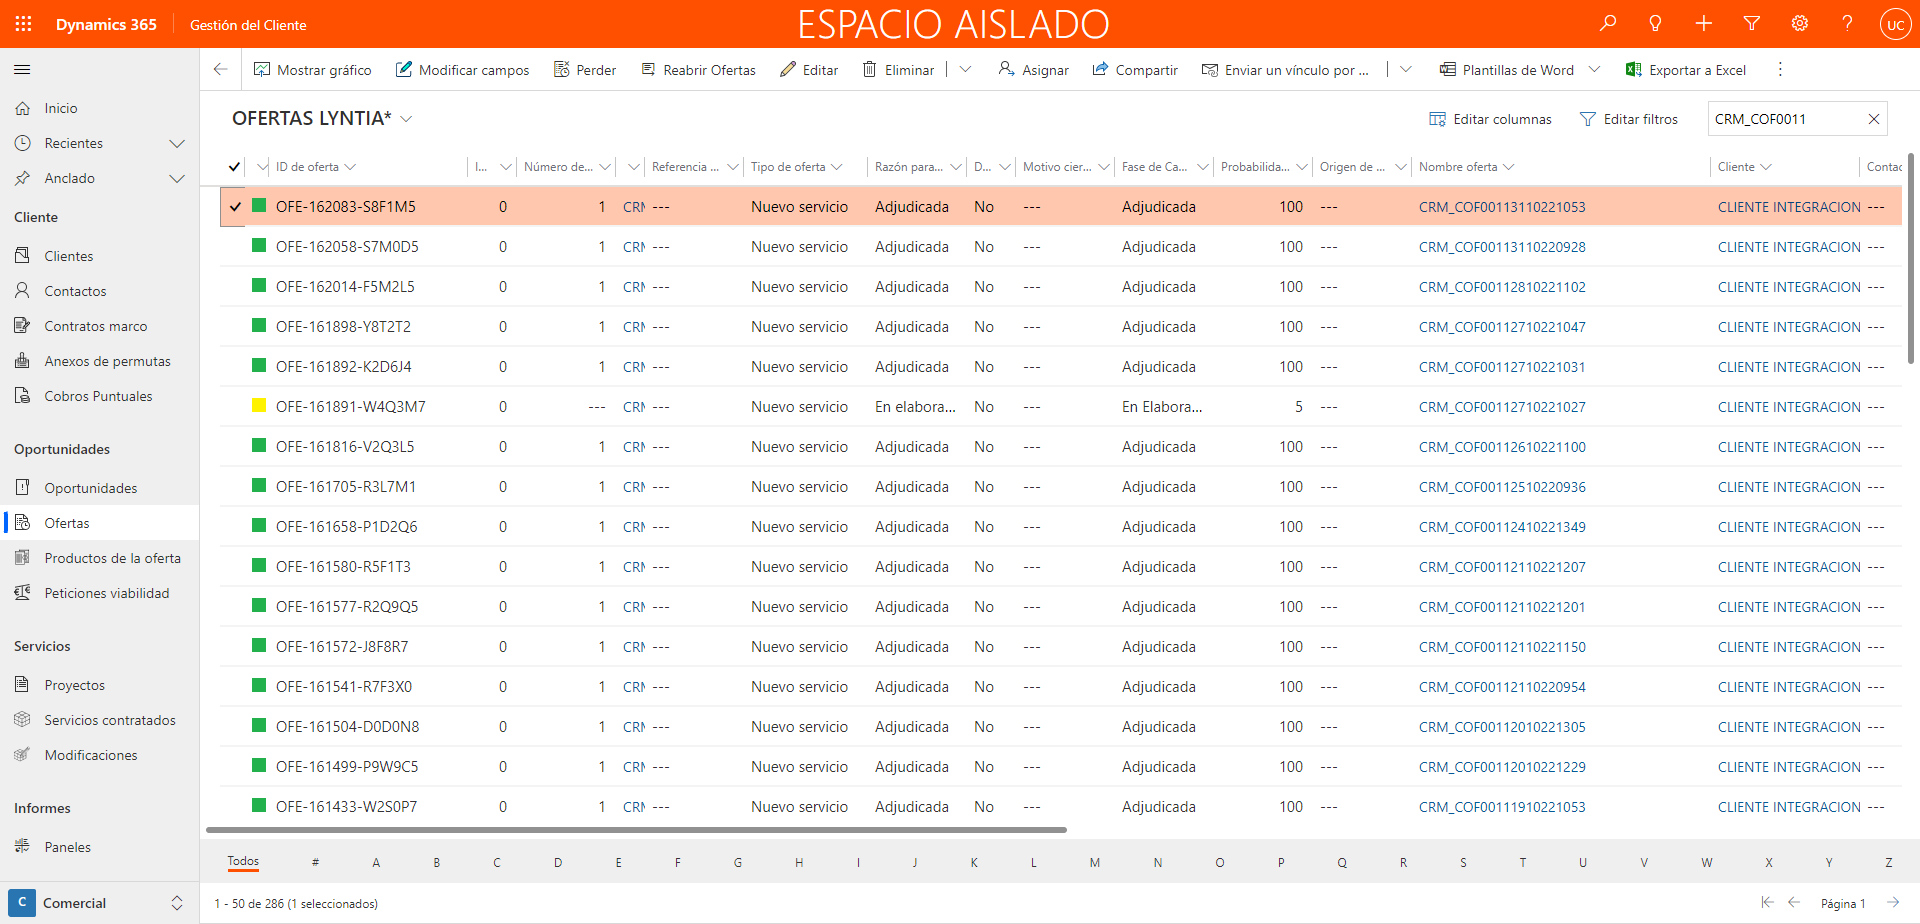 Dynamics 365
Gestión del Cliente
ESPACIO AISLADO
UC
Mostrar gráfico
Modificar campos
Perder
Reabrir Ofertas
Editar
Eliminar
Asignar
Compartir
Enviar un vínculo por ...
Plantillas de Word
Exportar a Excel
Inicio
Recientes
Anclado
Cliente
Clientes
Contactos
Contratos marco
Anexos de permutas
Cobros Puntuales
Oportunidades
Oportunidades
Ofertas
Productos de la oferta
Peticiones viabilidad
Servicios
Proyectos
Servicios contratados
Modificaciones
Informes
Paneles
C Comercial
OFERTAS LYNTIA*
Editar columnas
Editar filtros
CRM_COF0011
ID de oferta I... Número de... Referencia ... Tipo de oferta Razón para... D... Motivo cier... Fase de Ca... Probabilida... Origen de ... Nombre oferta Cliente Contac
OFE-162083-S8F1M5 0 1 CRM --- Nuevo servicio Adjudicada No --- Adjudicada 100 --- CRM_COF00113110221053 CLIENTE INTEGRACION ---
OFE-162058-S7M0D5 0 1 CRM --- Nuevo servicio Adjudicada No --- Adjudicada 100 --- CRM_COF00113110220928 CLIENTE INTEGRACION ---
OFE-162014-F5M2L5 0 1 CRM --- Nuevo servicio Adjudicada No --- Adjudicada 100 --- CRM_COF00112810221102 CLIENTE INTEGRACION ---
OFE-161898-Y8T2T2 0 1 CRM --- Nuevo servicio Adjudicada No --- Adjudicada 100 --- CRM_COF00112710221047 CLIENTE INTEGRACION ---
OFE-161892-K2D6J4 0 1 CRM --- Nuevo servicio Adjudicada No --- Adjudicada 100 --- CRM_COF00112710221031 CLIENTE INTEGRACION ---
OFE-161891-W4Q3M7 0 --- CRM --- Nuevo servicio En elabora... No --- En Elabora... 5 --- CRM_COF00112710221027 CLIENTE INTEGRACION ---
OFE-161816-V2Q3L5 0 1 CRM --- Nuevo servicio Adjudicada No --- Adjudicada 100 --- CRM_COF00112610221100 CLIENTE INTEGRACION ---
OFE-161705-R3L7M1 0 1 CRM --- Nuevo servicio Adjudicada No --- Adjudicada 100 --- CRM_COF00112510220936 CLIENTE INTEGRACION ---
OFE-161658-P1D2Q6 0 1 CRM --- Nuevo servicio Adjudicada No --- Adjudicada 100 --- CRM_COF00112410221349 CLIENTE INTEGRACION ---
OFE-161580-R5F1T3 0 1 CRM --- Nuevo servicio Adjudicada No --- Adjudicada 100 --- CRM_COF00112110221207 CLIENTE INTEGRACION ---
OFE-161577-R2Q9Q5 0 1 CRM --- Nuevo servicio Adjudicada No --- Adjudicada 100 --- CRM_COF00112110221201 CLIENTE INTEGRACION ---
OFE-161572-J8F8R7 0 1 CRM --- Nuevo servicio Adjudicada No --- Adjudicada 100 --- CRM_COF00112110221150 CLIENTE INTEGRACION ---
OFE-161541-R7F3X0 0 1 CRM --- Nuevo servicio Adjudicada No --- Adjudicada 100 --- CRM_COF00112110220954 CLIENTE INTEGRACION ---
OFE-161504-D0D0N8 0 1 CRM --- Nuevo servicio Adjudicada No --- Adjudicada 100 --- CRM_COF00112010221305 CLIENTE INTEGRACION ---
OFE-161499-P9W9C5 0 1 CRM --- Nuevo servicio Adjudicada No --- Adjudicada 100 --- CRM_COF00112010221229 CLIENTE INTEGRACION ---
OFE-161433-W2S0P7 0 1 CRM --- Nuevo servicio Adjudicada No --- Adjudicada 100 --- CRM_COF00111910221053 CLIENTE INTEGRACION ---
Todos # A B C D E F G H I J K L M N O P Q R S T U V W X Y Z
1 - 50 de 286 (1 seleccionados)
Página 1